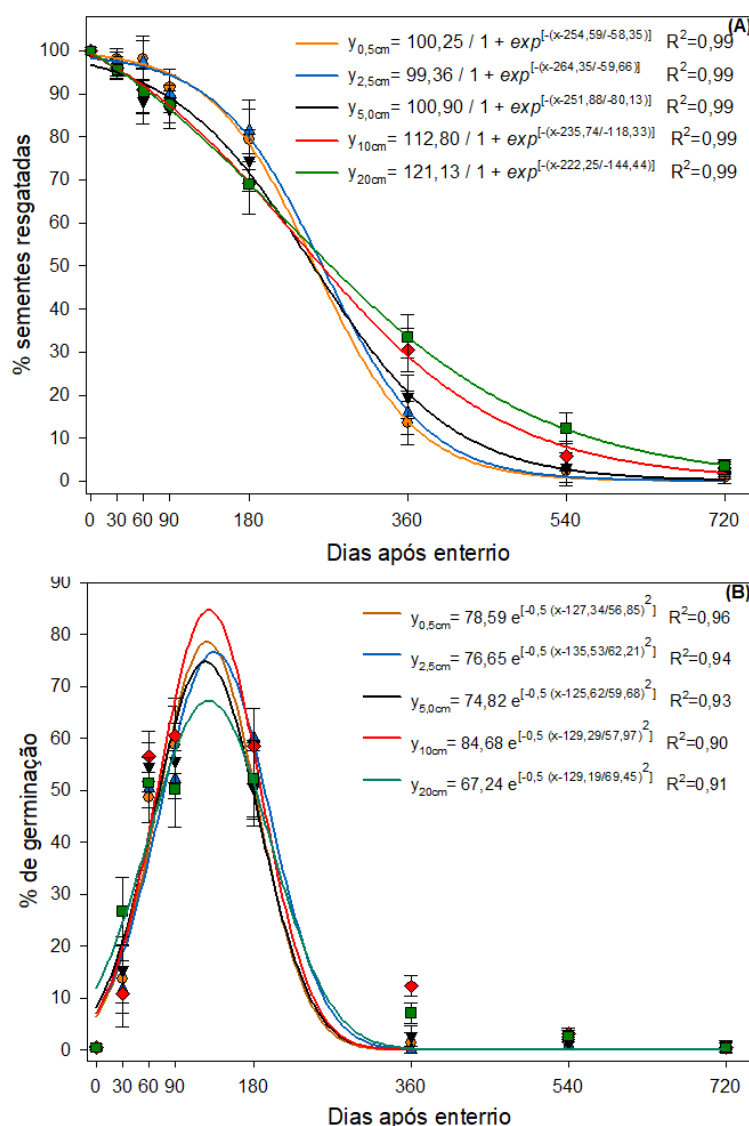 (A)
y0,5cm= 100,25 / 1 + exp[-(x-254,59/-58,35)] R2=0,99
y2,5cm= 99,36 / 1 + exp[-(x-264,35/-59,66)] R2=0,99
y5,0cm= 100,90 / 1 + exp[-(x-251,88/-80,13)] R2=0,99
y10cm= 112,80 / 1 + exp[-(x-235,74/-118,33)] R2=0,99
y20cm= 121,13 / 1 + exp[-(x-222,25/-144,44)] R2=0,99
100
90
80
70
60
50
40
30
20
10
0
% sementes resgatadas
0 30 60 90 180 360 540 720
Dias após enterrio
(B)
y0,5cm= 78,59 e[-0,5 (x-127,34/56,85)2] R2=0,96
y2,5cm= 76,65 e[-0,5 (x-135,53/62,21)2] R2=0,94
y5,0cm= 74,82 e[-0,5 (x-125,62/59,68)2] R2=0,93
y10cm= 84,68 e[-0,5 (x-129,29/57,97)2] R2=0,90
y20cm= 67,24 e[-0,5 (x-129,19/69,45)2] R2=0,91
90
80
70
60
50
40
30
20
10
0
% de germinação
0 30 60 90 180 360 540 720
Dias após enterrio